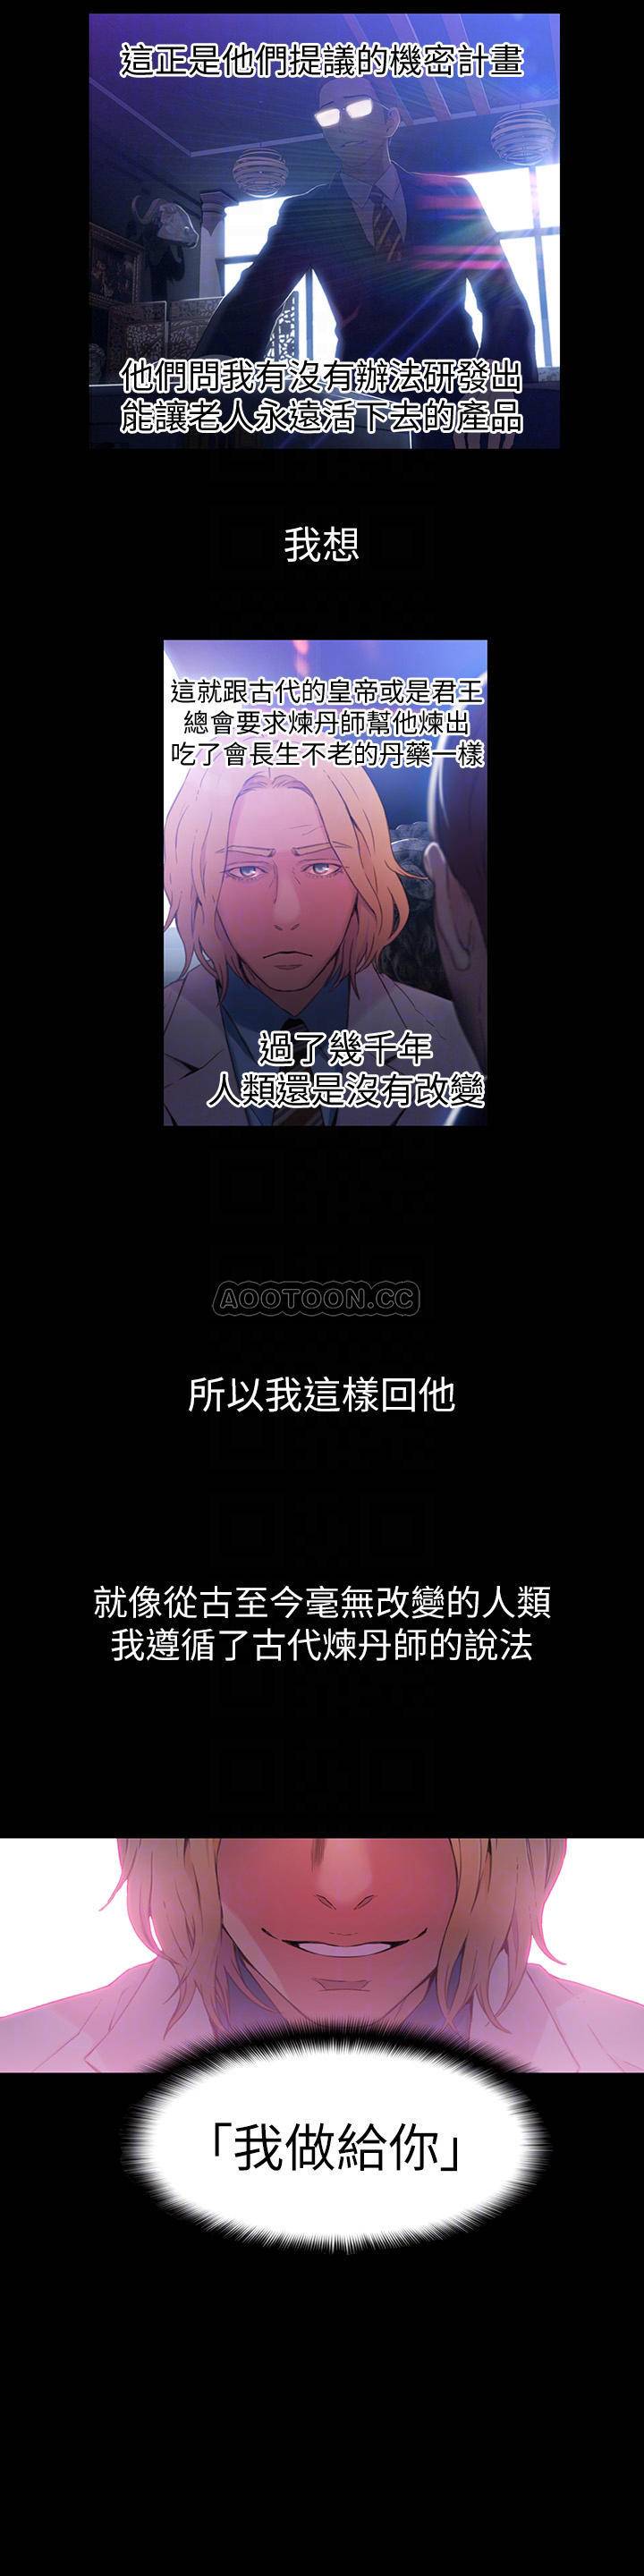 這正是他們提議的機密計畫
他們問我有沒有辦法研發出
能讓老人永遠活下去的產品
我想
這就跟古代的皇帝或是君王
總會要求煉丹師幫他煉出
吃了會長生不老的丹藥一樣
過了幾千年
人類還是沒有改變
AOOTOON.CC
所以我這樣回他
就像從古至今毫無改變的人類
我遵循了古代煉丹師的說法
「我做給你」